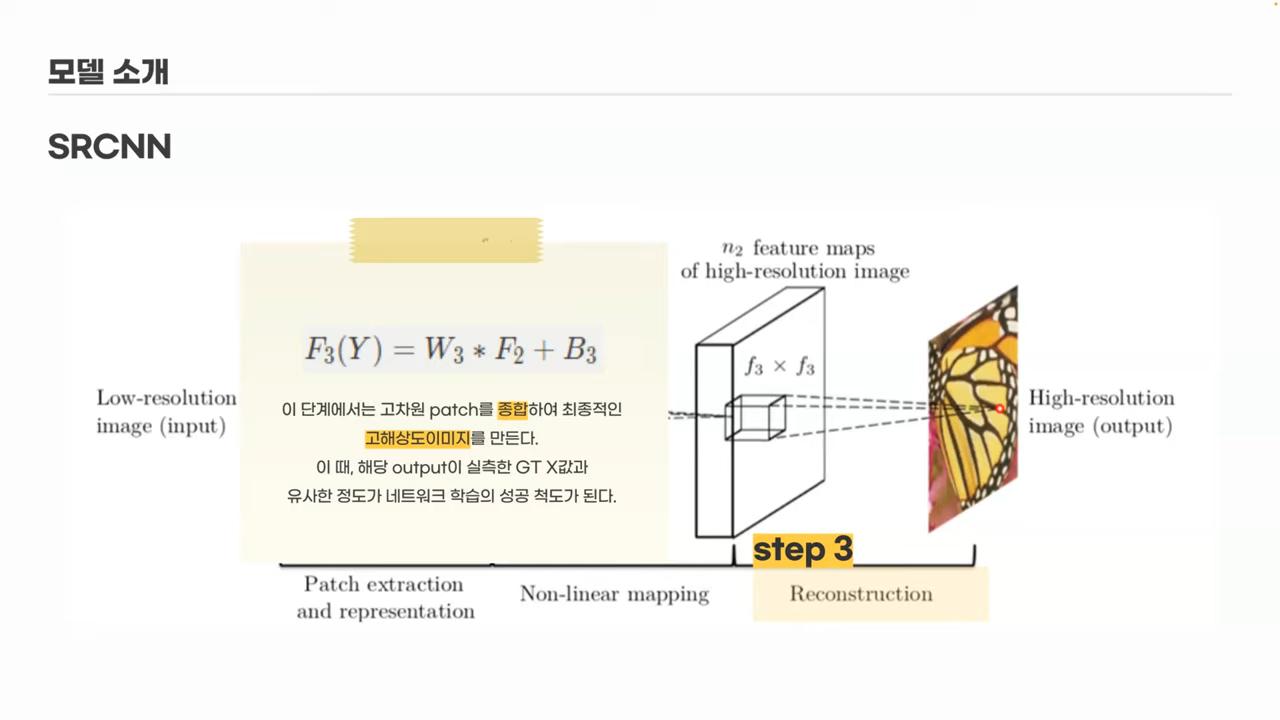 모델 소개
SRCNN
n₂ feature maps
of high-resolution image
F₃(Y) = W₃ ∗ F₂ + B₃
f₃ × f₃
이 단계에서는 고차원 patch를 종합하여 최종적인
고해상도이미지를 만든다.
이 때, 해당 output이 실측한 GT X값과
유사한 정도가 네트워크 학습의 성공 척도가 된다.
Low-resolution
image (input)
High-resolution
image (output)
step 3
Patch extraction
and representation
Non-linear mapping
Reconstruction